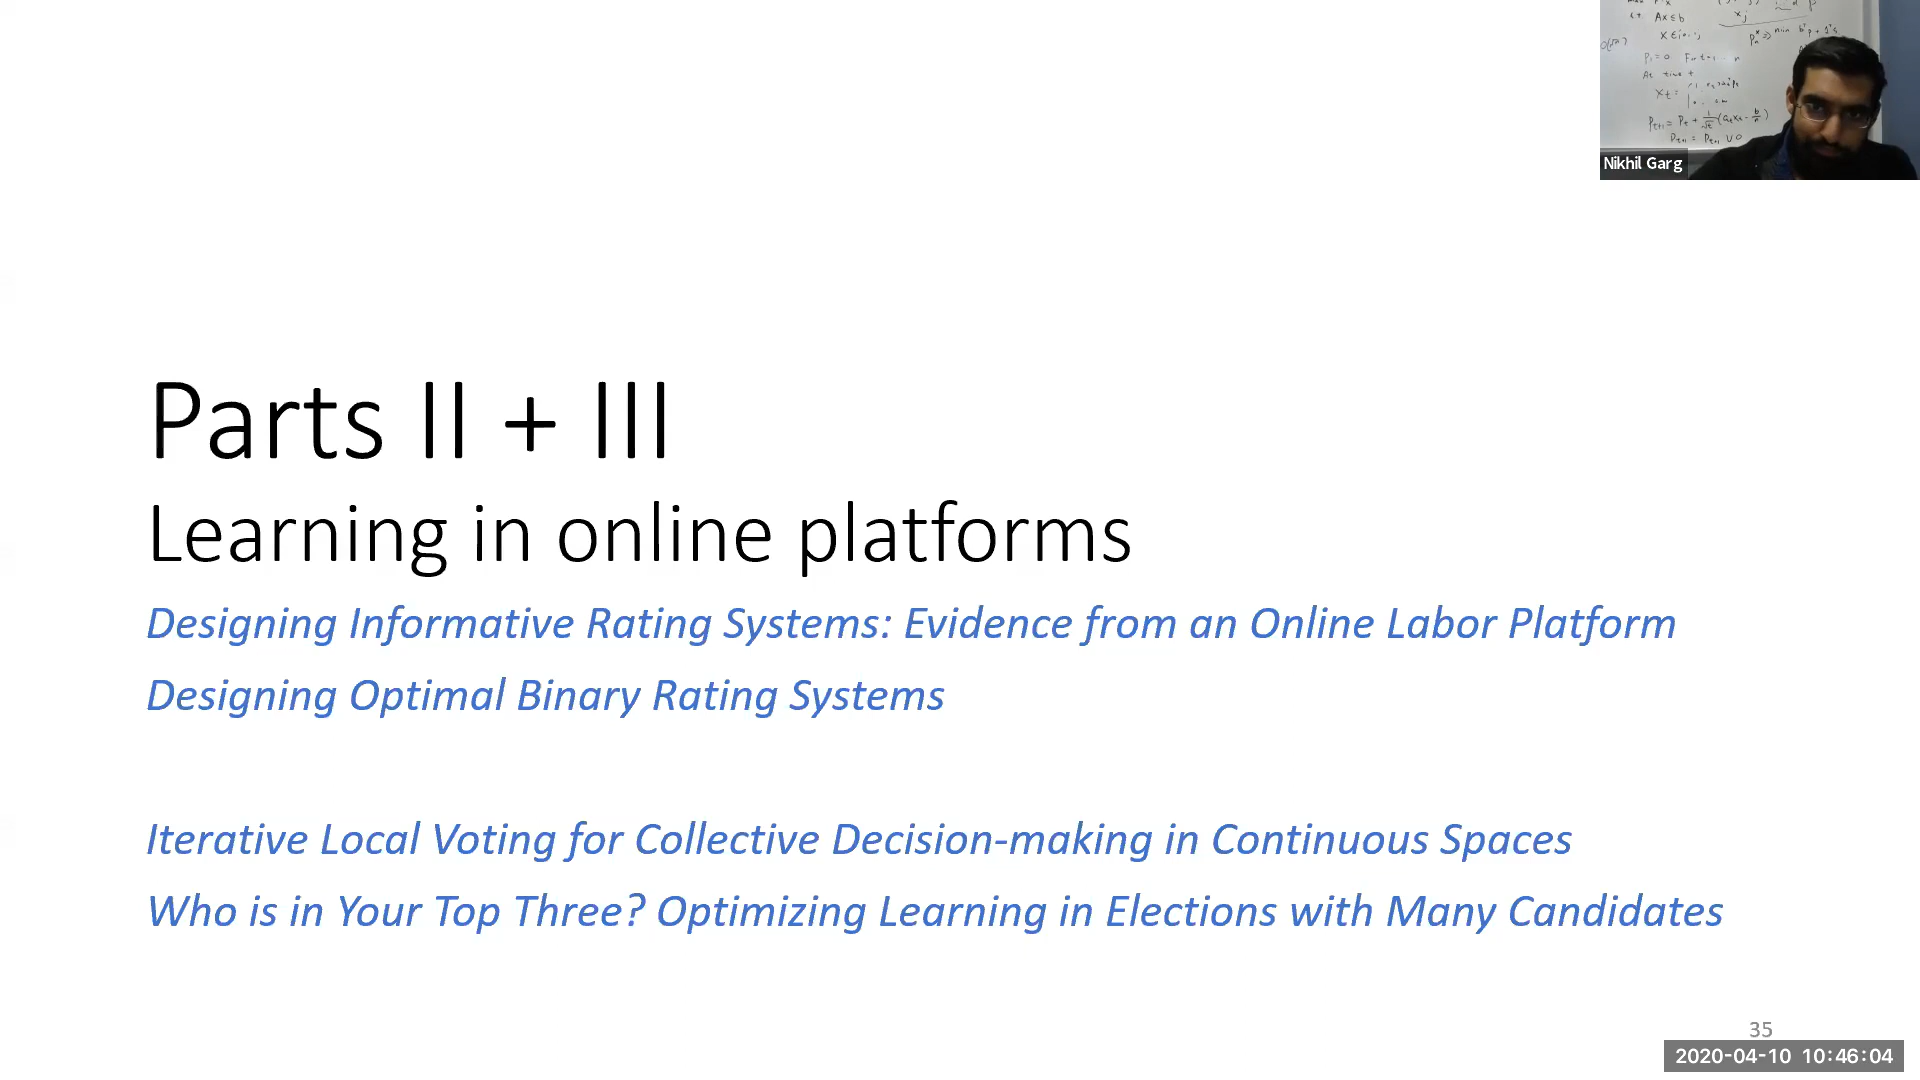 Parts II + III
Learning in online platforms
Designing Informative Rating Systems: Evidence from an Online Labor Platform
Designing Optimal Binary Rating Systems
Iterative Local Voting for Collective Decision-making in Continuous Spaces
Who is in Your Top Three? Optimizing Learning in Elections with Many Candidates
35
2020-04-10 10:46:04
Nikhil Garg